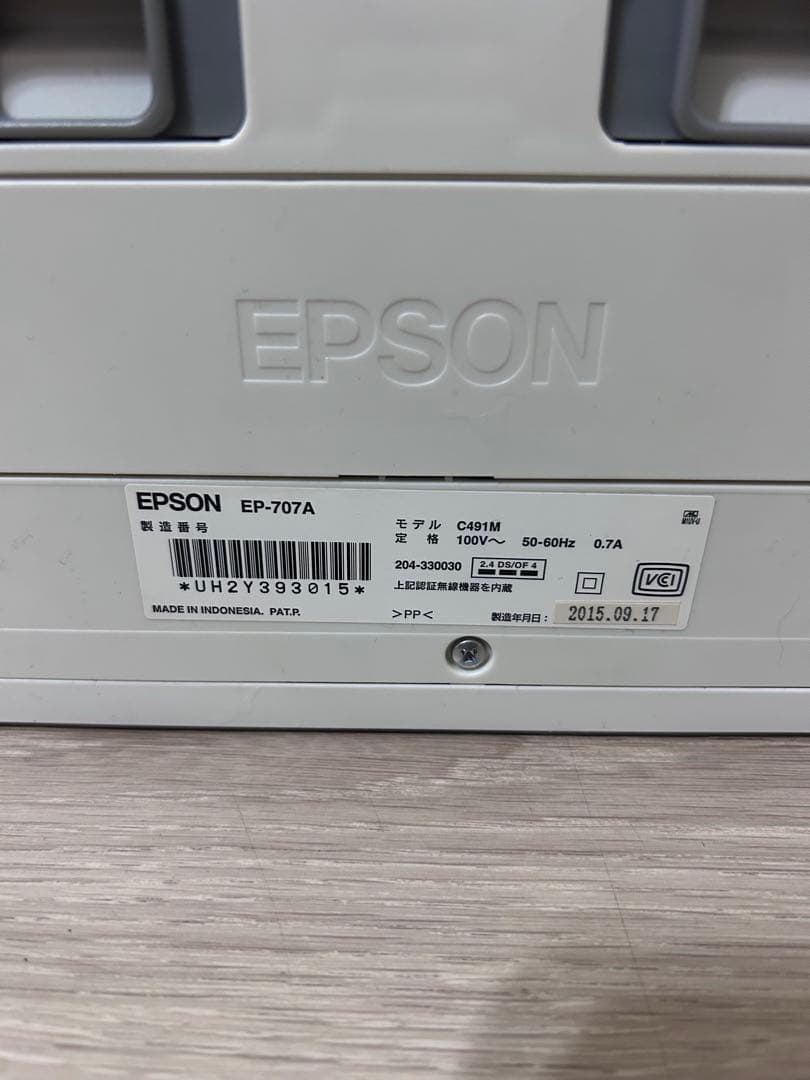 EPSON
EPSON EP-707A
製造番号
*UH2Y393015*
MADE IN INDONESIA. PAT.P.
モデル C491M
定格 100V～ 50-60Hz 0.7A
204-330030 2.4 DS/OF 4
上記認証無線機器を内蔵
>PP<
製造年月日： 2015.09.17
VCI